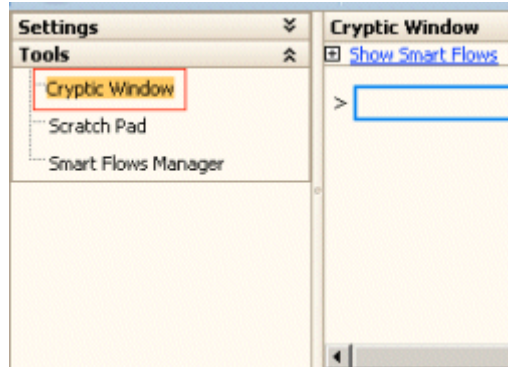 Settings
Tools
Cryptic Window
Scratch Pad
Smart Flows Manager
Cryptic Window
Show Smart Flows
>